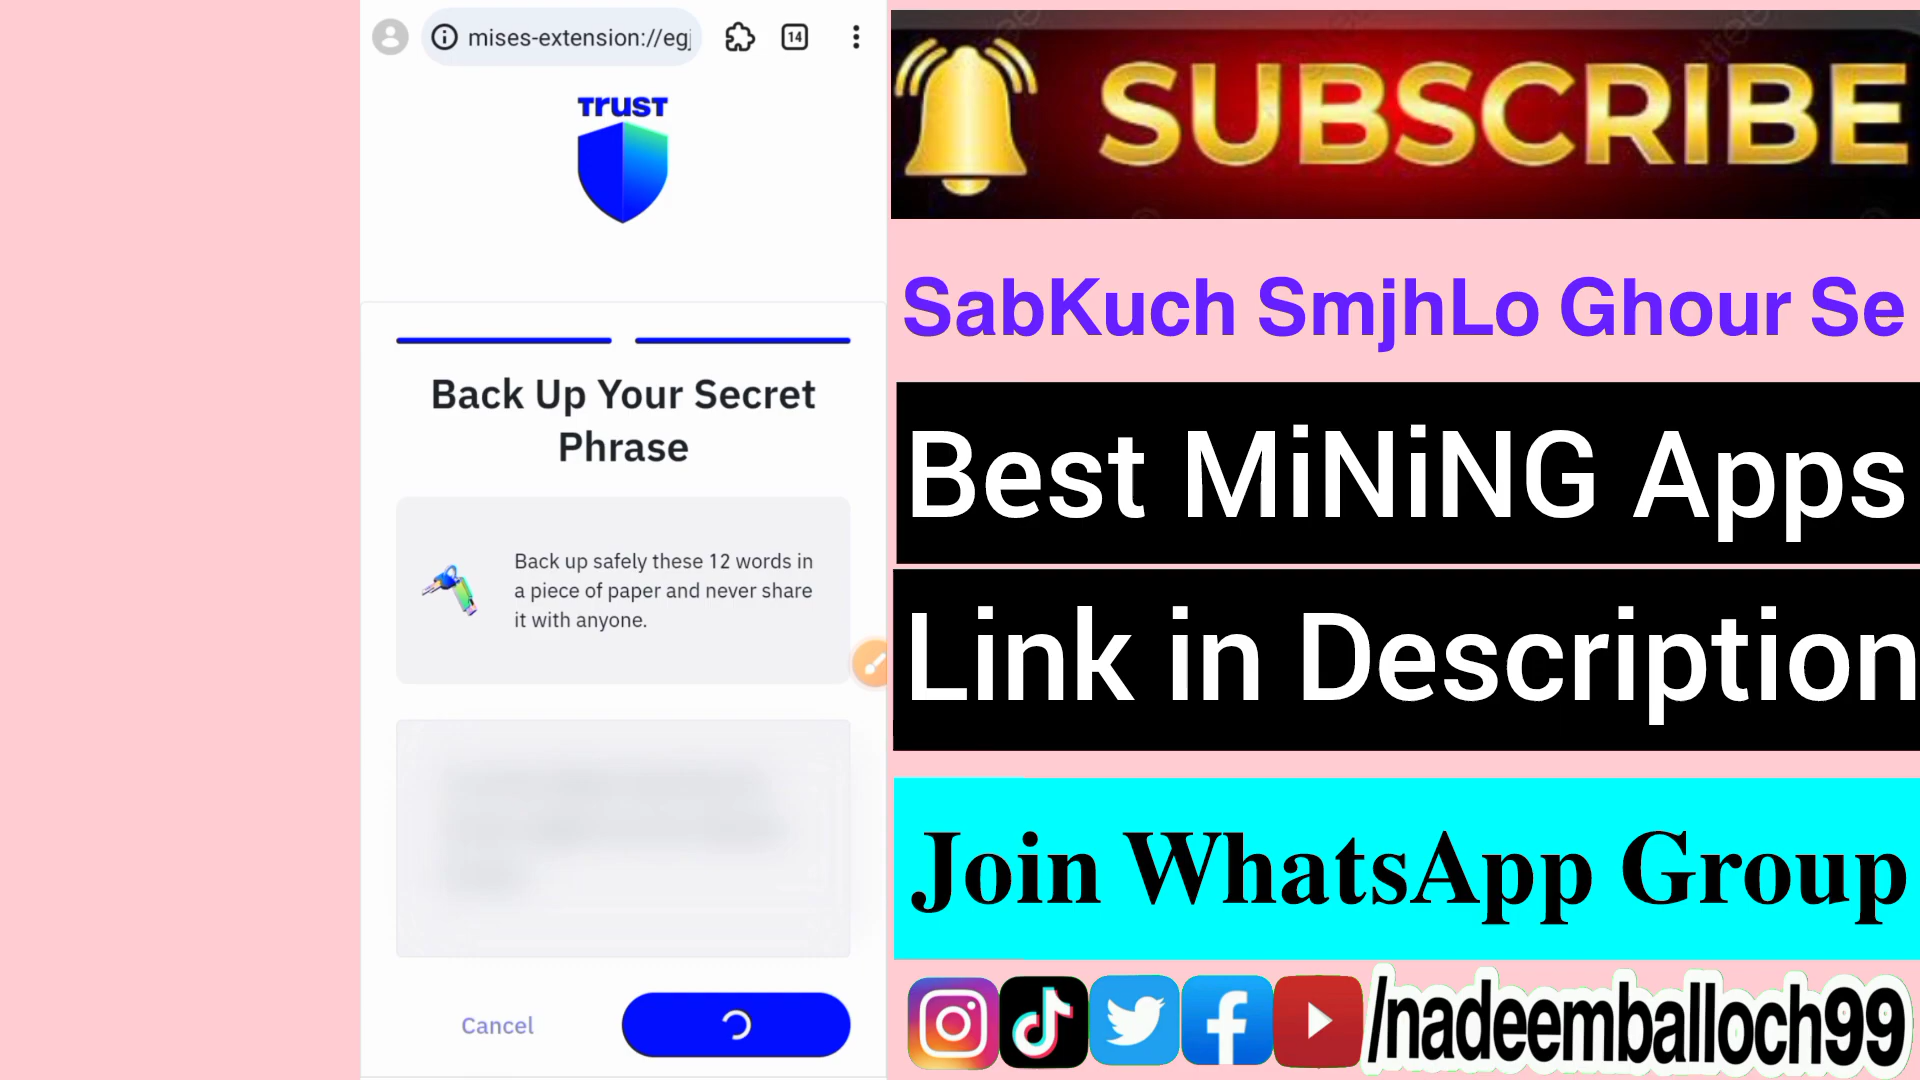 mises-extension://egj
14
TRUST
Back Up Your Secret
Phrase
Back up safely these 12 words in
a piece of paper and never share
it with anyone.
Cancel
SUBSCRIBE
SabKuch SmjhLo Ghour Se
Best MiNiNG Apps
Link in Description
Join WhatsApp Group
/nadeemballoch99